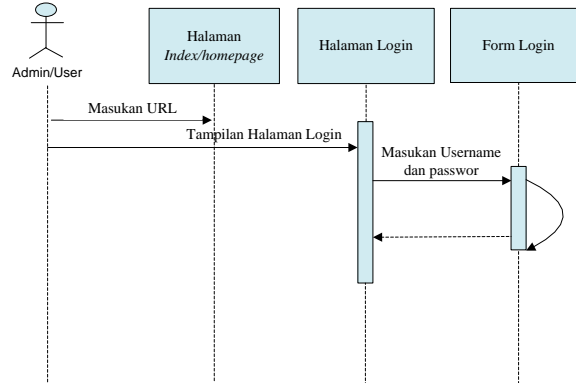 Halaman
Index/homepage
Halaman Login
Form Login
Admin/User
Masukan URL
Tampilan Halaman Login
Masukan Username
dan passwor